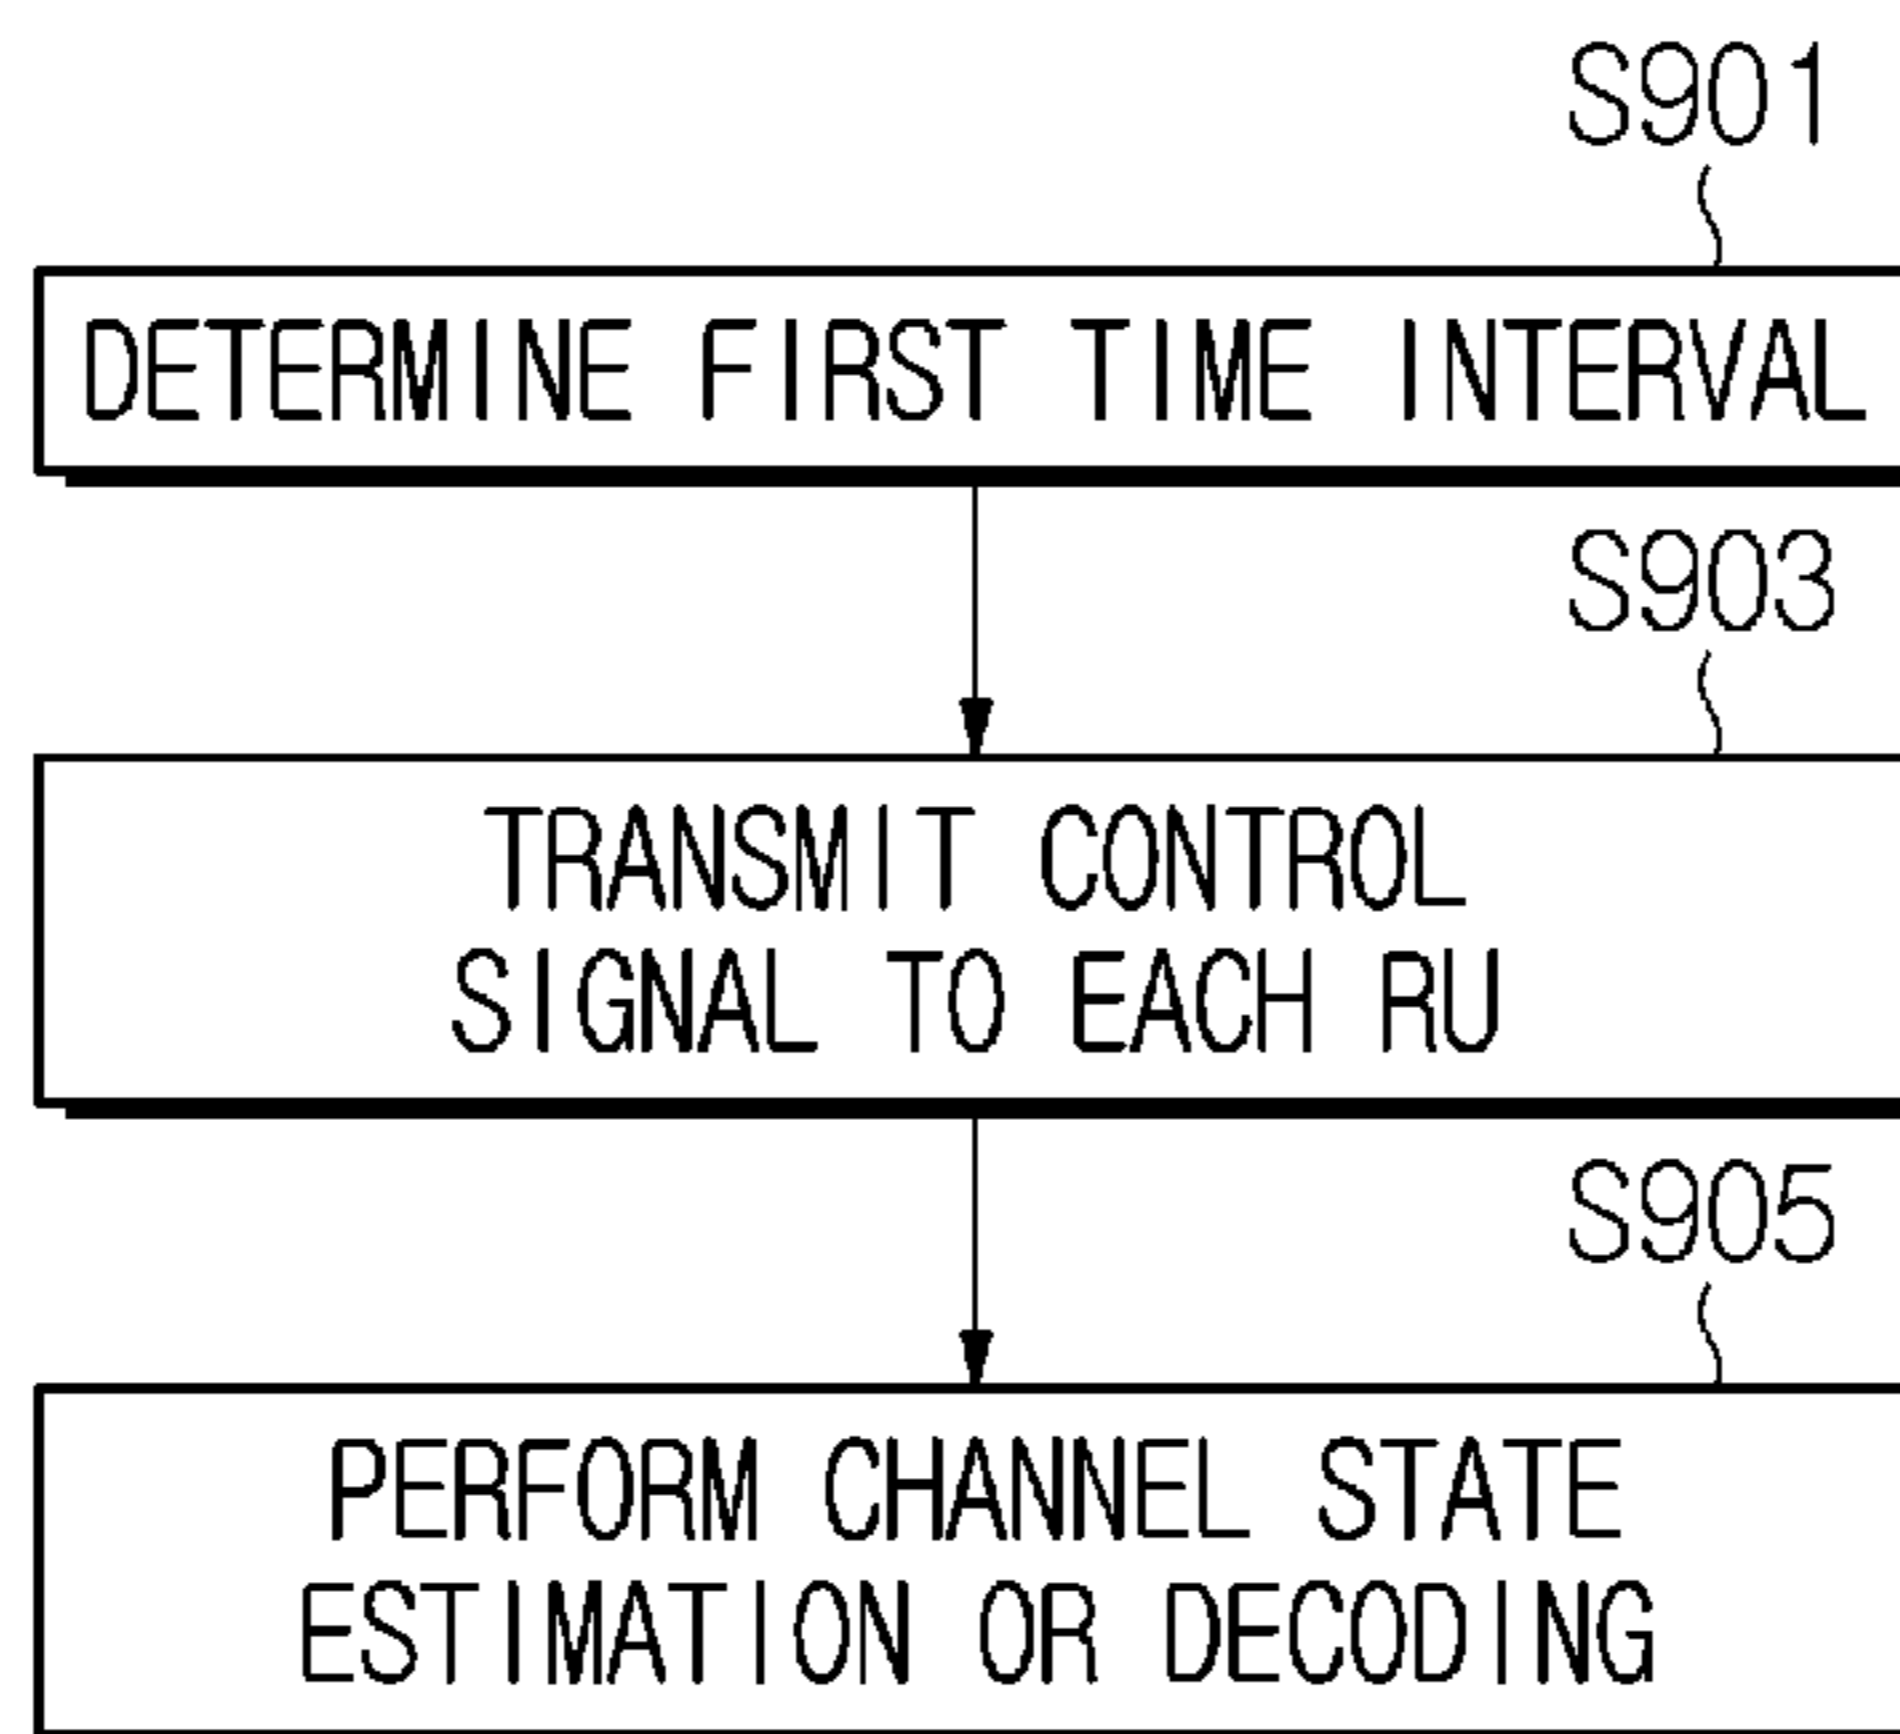 S901
DETERMINE FIRST TIME INTERVAL
S903
TRANSMIT CONTROL
SIGNAL TO EACH RU
S905
PERFORM CHANNEL STATE
ESTIMATION OR DECODING